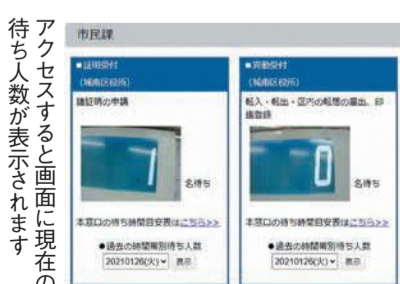 アクセスすると画面に現在の
待ち人数が表示されます
市民課
■証明受付
(城南区役所)
諸証明の申請
1
名待ち
本窓口の待ち時間目安表はこちら>>
●過去の時間帯別待ち人数
20210126(火)
表示
■異動受付
(城南区役所)
転入・転出・区内の転居の届出、印
鑑登録
0
名待ち
本窓口の待ち時間目安表はこちら>>
●過去の時間帯別待ち人数
20210126(火)
表示